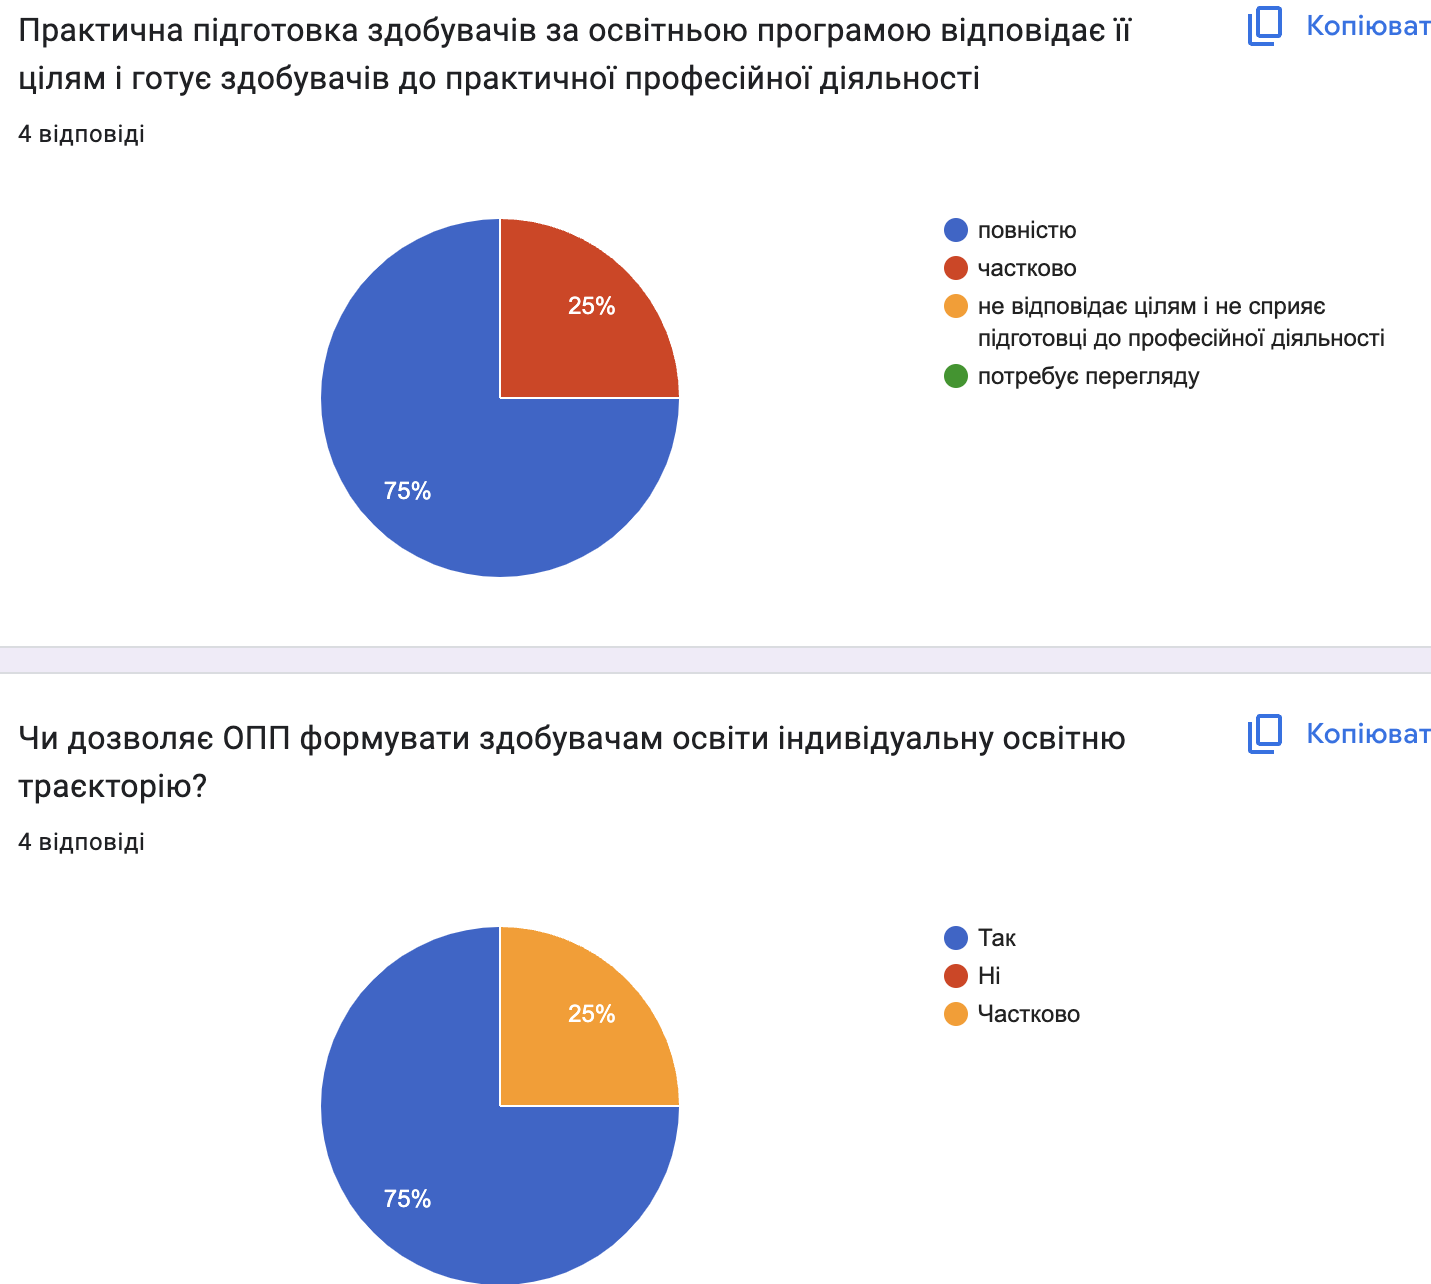 Практична підготовка здобувачів за освітньою програмою відповідає її
Копіюват
цілям і готує здобувачів до практичної професійної діяльності
4 відповіді
повністю
частково
не відповідає цілям і не сприяє
підготовці до професійної діяльності
потребує перегляду
25%
75%
Чи дозволяє ОПП формувати здобувачам освіти індивідуальну освітню
Копіюват
траєкторію?
4 відповіді
Так
Ні
Частково
25%
75%